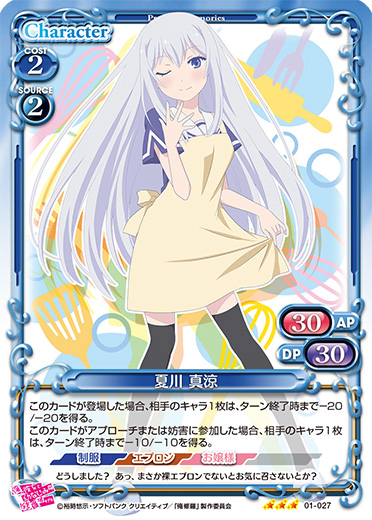 Precious Memories
Character
COST
2
SOURCE
2
30 AP
DP 30
夏川 真涼
このカードが登場した場合、相手のキャラ1枚は、ターン終了時まで−20
/−20を得る。
このカードがアプローチまたは妨害に参加した場合、相手のキャラ1枚
は、ターン終了時まで−10/−10を得る。
制服 エプロン お嬢様
どうしました? あっ、まさか裸エプロンでないとお気に召さないとか?
©裕時悠示・ソフトバンク クリエイティブ/「俺修羅」製作委員会
01-027